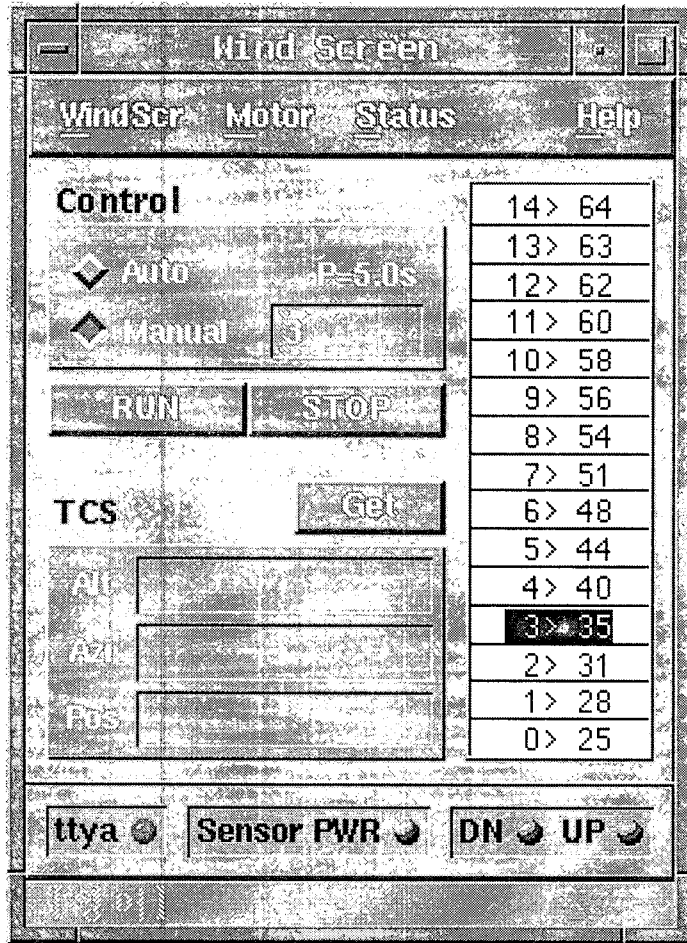 Wind Screen
WindScr Motor Status Help
Control
Auto P=5.0s
Manual 3
RUN STOP
TCS Get
Alt
Azi
Pos
14> 64
13> 63
12> 62
11> 60
10> 58
9> 56
8> 54
7> 51
6> 48
5> 44
4> 40
3> 35
2> 31
1> 28
0> 25
ttya Sensor PWR DN UP